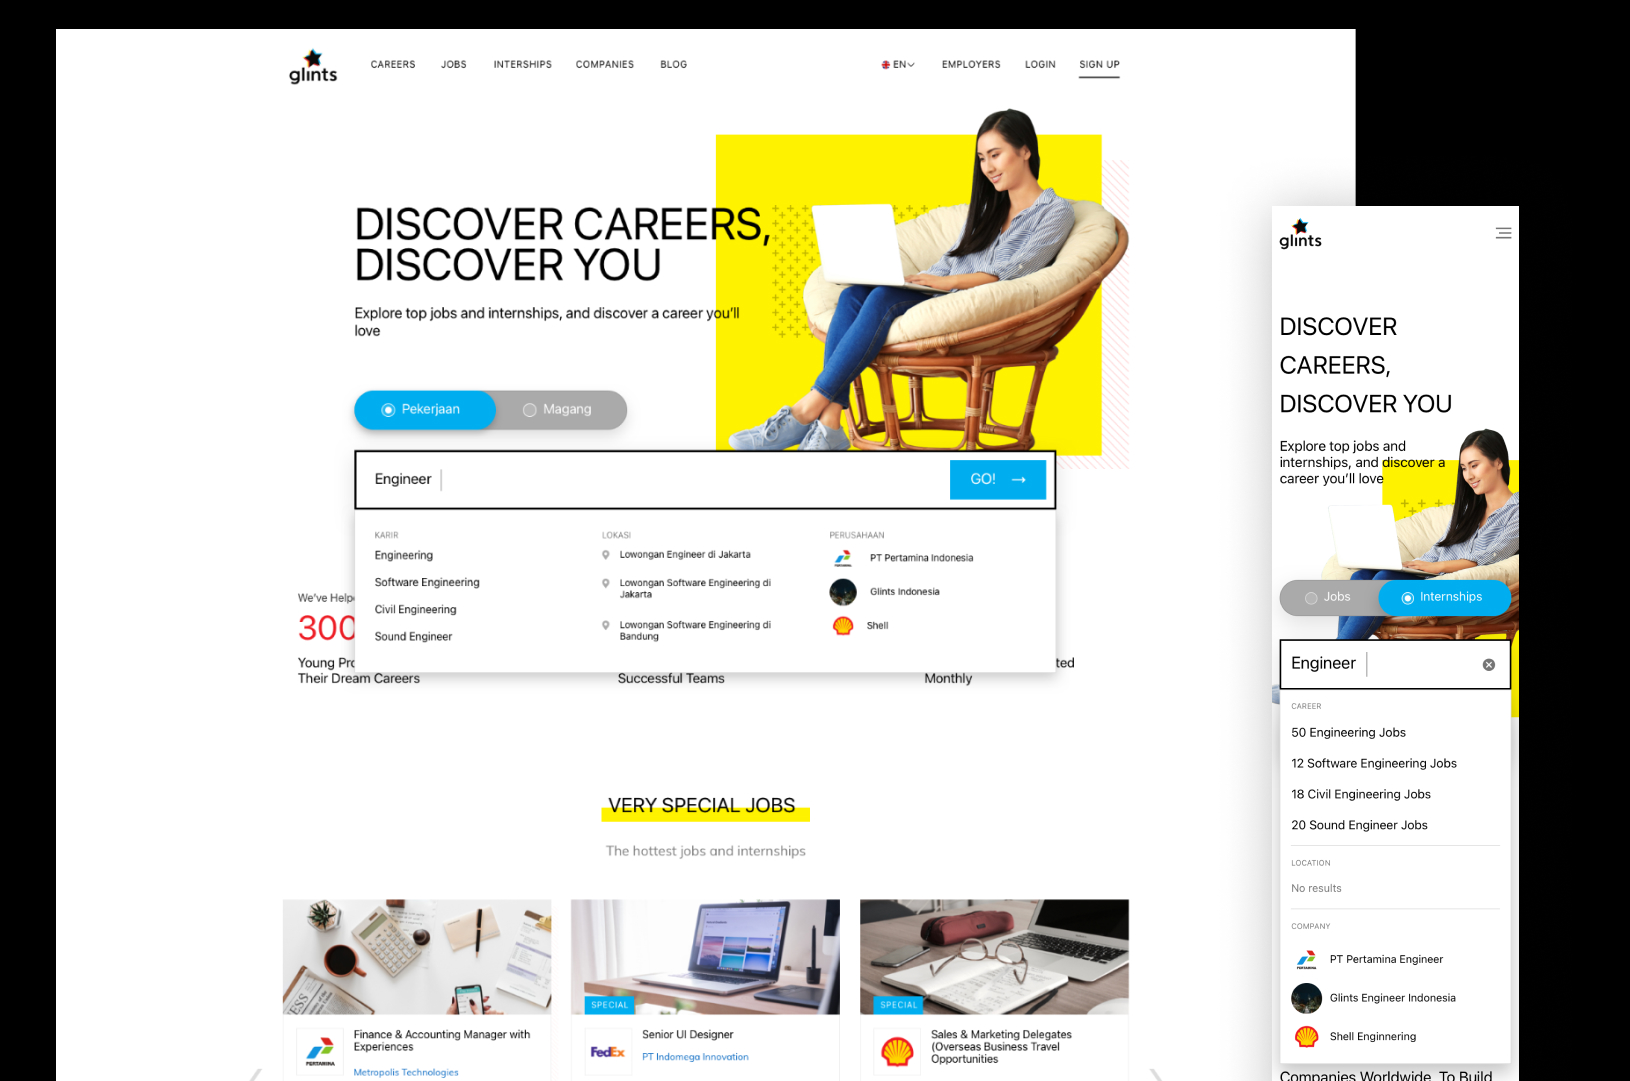 glints
CAREERS
JOBS
INTERSHIPS
COMPANIES
BLOG
EN
EMPLOYERS
LOGIN
SIGN UP
DISCOVER CAREERS,
DISCOVER YOU
Explore top jobs and internships, and discover a career you'll
love
Pekerjaan
Magang
Engineer
GO!
KARIR
Engineering
Software Engineering
Civil Engineering
Sound Engineer
LOKASI
Lowongan Engineer di Jakarta
Lowongan Software Engineering di
Jakarta
Lowongan Software Engineering di
Bandung
PERUSAHAAN
PERTAMINA
PT Pertamina Indonesia
Glints Indonesia
Shell
We've Help
300
Young Pro
Their Dream Careers
Successful Teams
ted
Monthly
VERY SPECIAL JOBS
The hottest jobs and internships
PERTAMINA
Finance & Accounting Manager with
Experiences
Metropolis Technologies
SPECIAL
FedEx
Senior UI Designer
PT Indomega Innovation
SPECIAL
Sales & Marketing Delegates
(Overseas Business Travel
Opportunities
glints
DISCOVER
CAREERS,
DISCOVER YOU
Explore top jobs and
internships, and discover a
career you'll love
Jobs
Internships
Engineer
CAREER
50 Engineering Jobs
12 Software Engineering Jobs
18 Civil Engineering Jobs
20 Sound Engineer Jobs
LOCATION
No results
COMPANY
PERTAMINA
PT Pertamina Engineer
Glints Engineer Indonesia
Shell Enginnering
Companies Worldwide, To Build